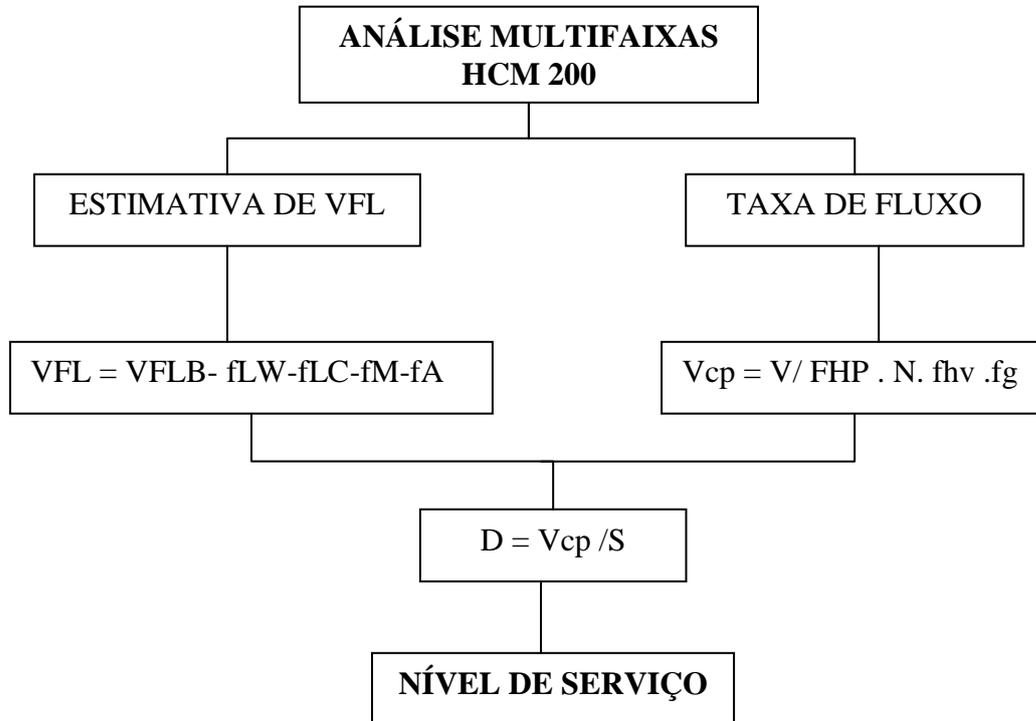 ANÁLISE MULTIFAIXAS
HCM 200
ESTIMATIVA DE VFL
TAXA DE FLUXO
VFL = VFLB- fLW-fLC-fM-fA
Vcp = V/ FHP . N. fhv .fg
D = Vcp /S
NÍVEL DE SERVIÇO